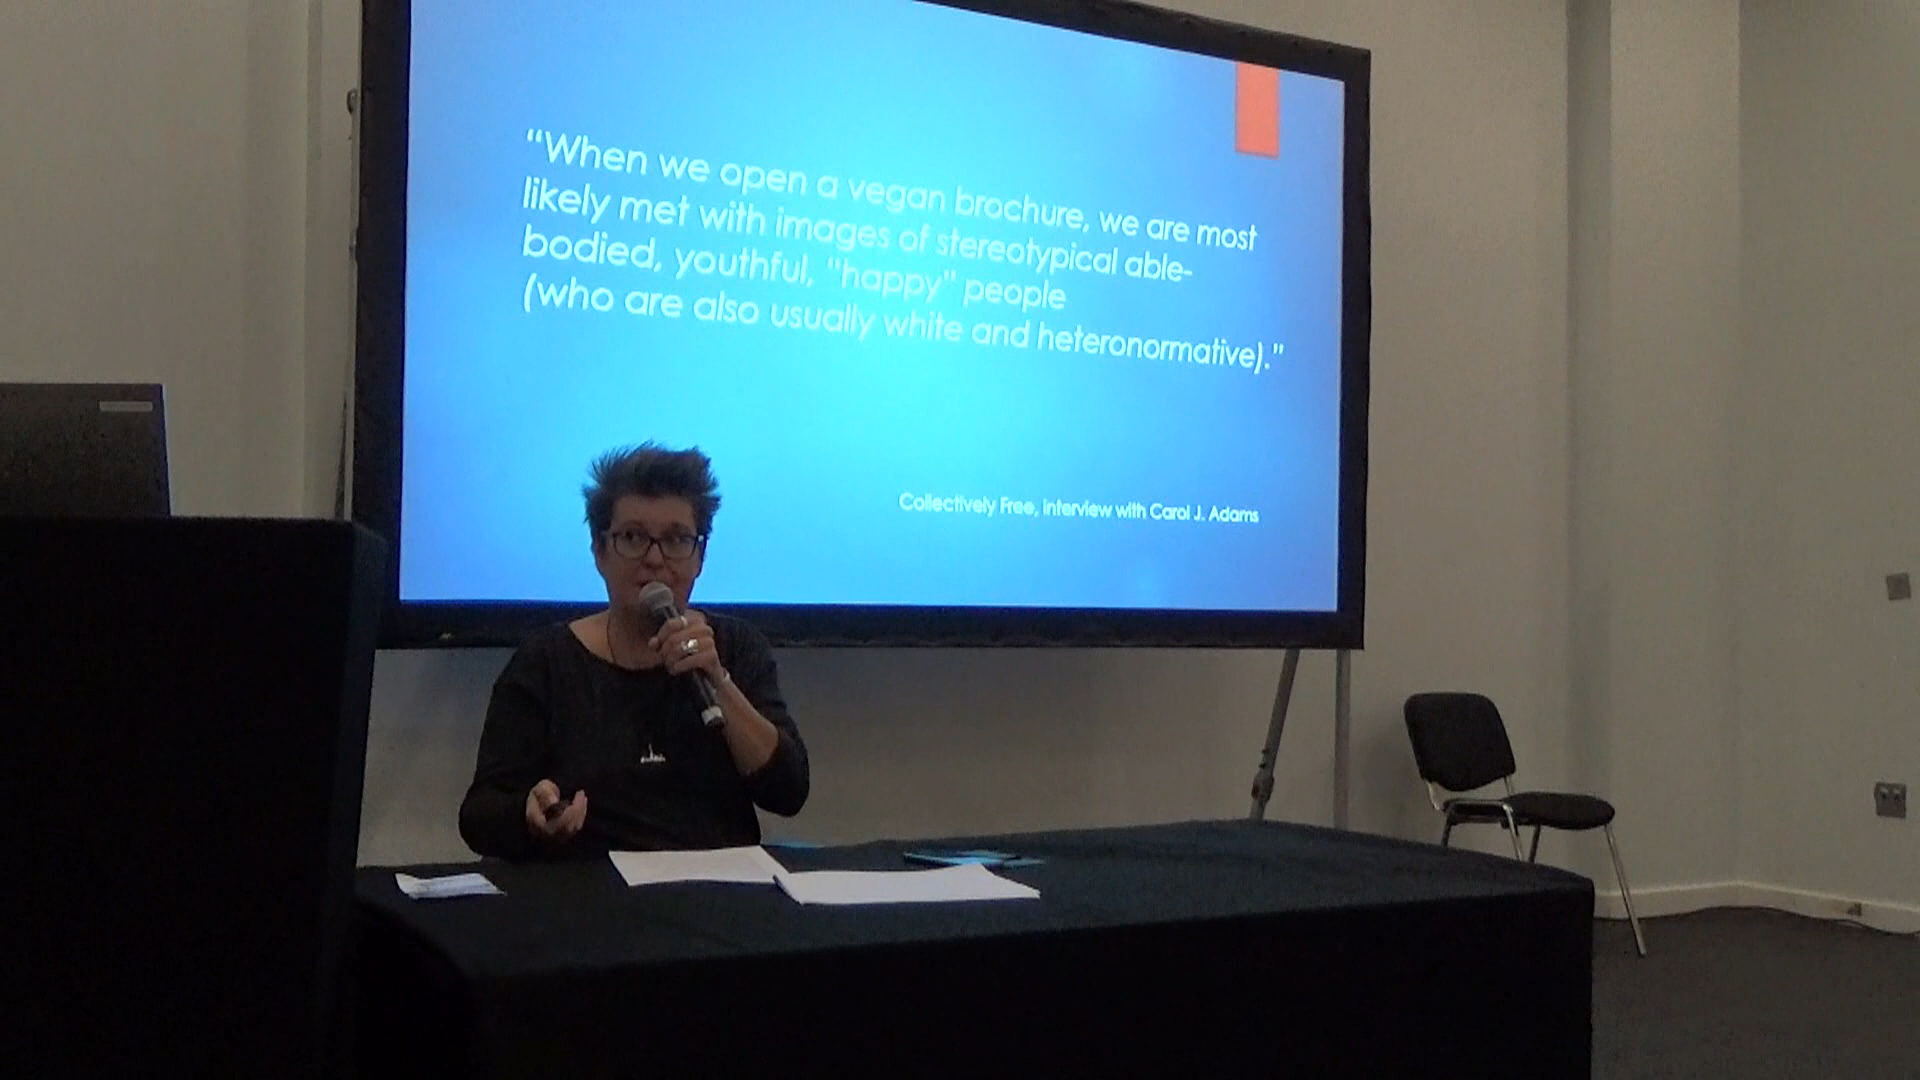 “When we open a vegan brochure, we are most
likely met with images of stereotypical able-
bodied, youthful, "happy" people
(who are also usually white and heteronormative)."
Collectively Free, interview with Carol J. Adams